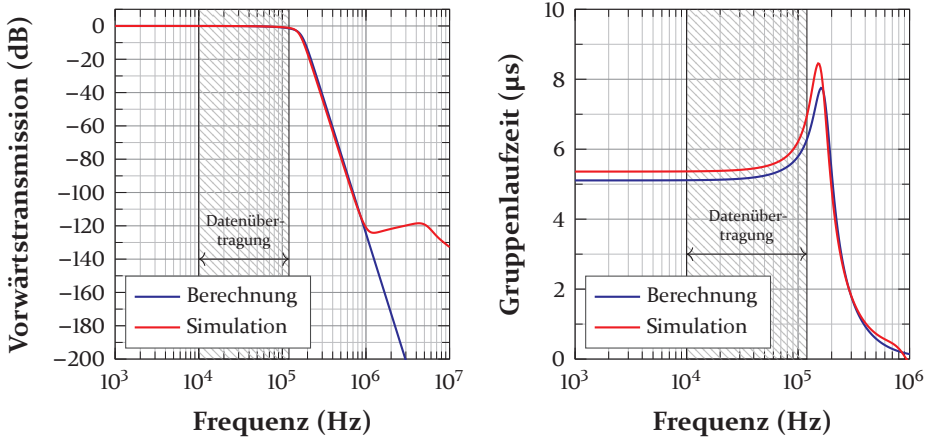 Vorwärtstransmission (dB)
0
−20
−40
−60
−80
−100
−120
−140
−160
−180
−200
Datenüber-
tragung
Berechnung
Simulation
10³ 10⁴ 10⁵ 10⁶ 10⁷
Frequenz (Hz)
Gruppenlaufzeit (µs)
10
8
6
4
2
0
Datenüber-
tragung
Berechnung
Simulation
10³ 10⁴ 10⁵ 10⁶
Frequenz (Hz)